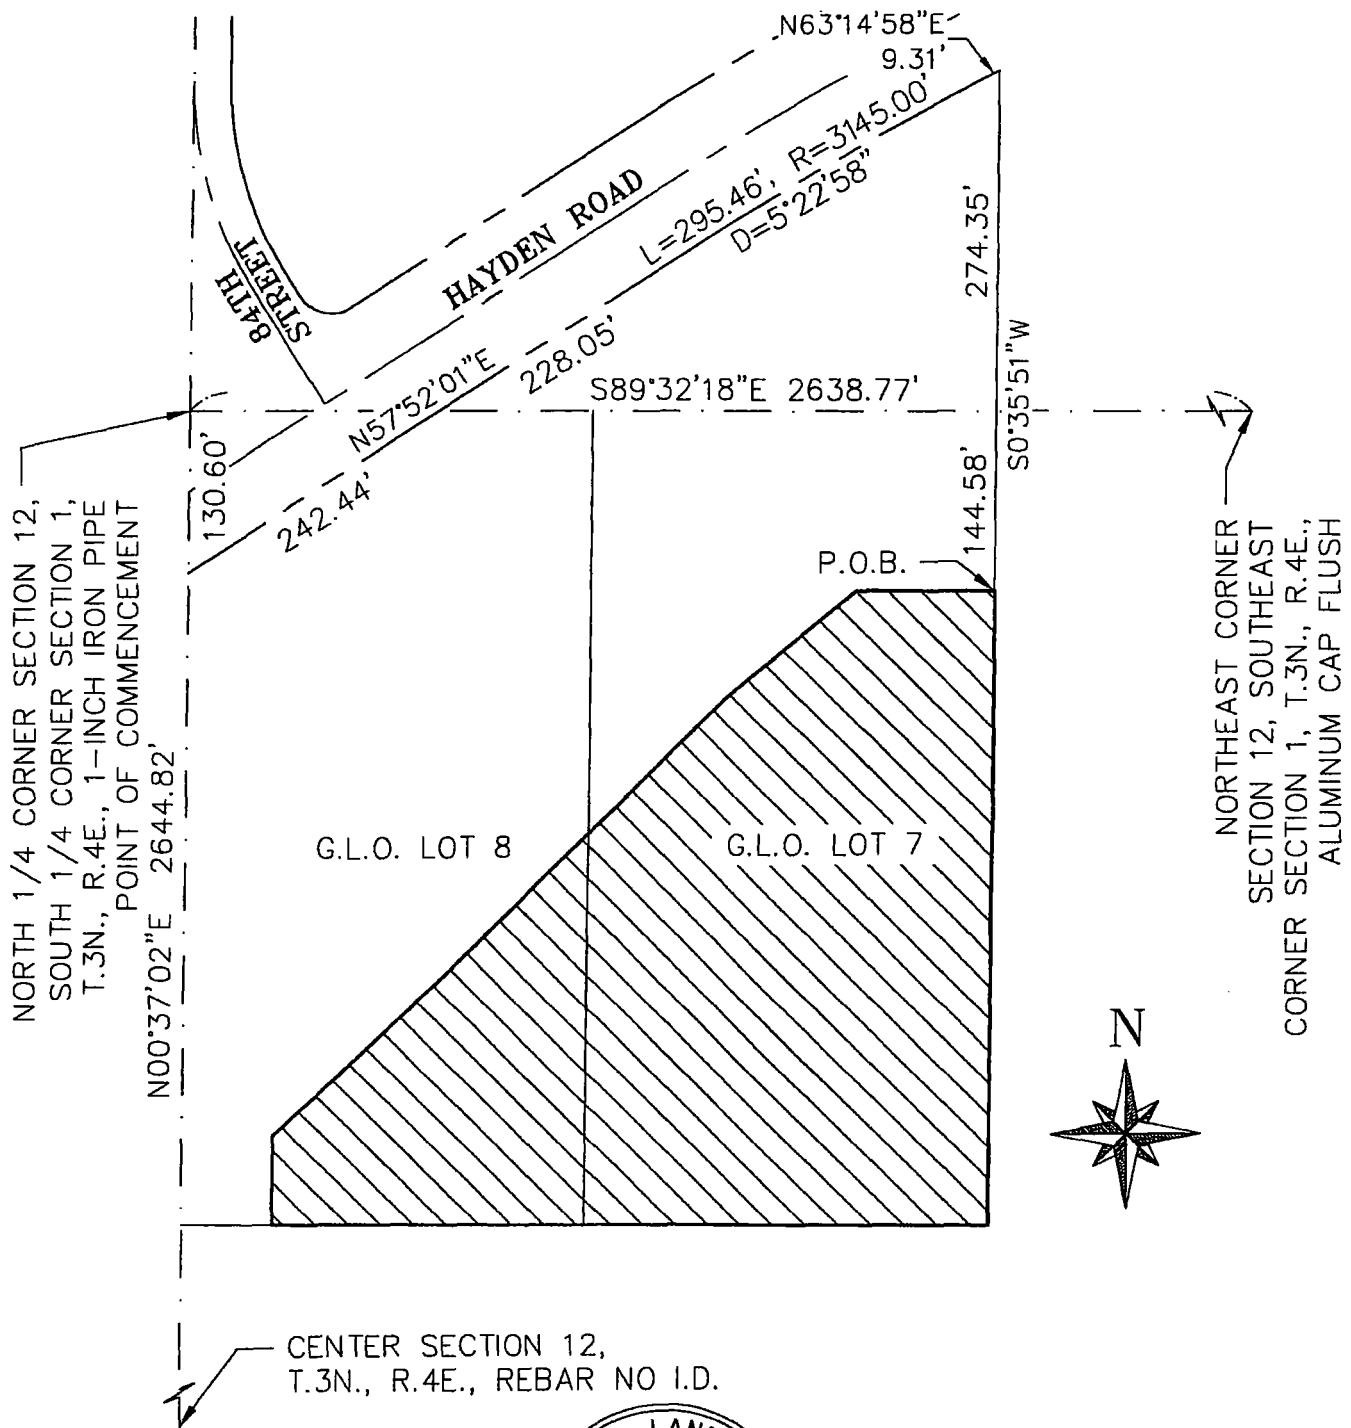 N63°14'58"E
9.31'
L=295.46', R=3145.00'
D=5°22'58"
HAYDEN ROAD
84TH
STREET
274.35'
N57°52'01"E
228.05'
242.44'
S89°32'18"E 2638.77'
S0°35'51"W
130.60'
144.58'
P.O.B.
NORTH 1/4 CORNER SECTION 12,
SOUTH 1/4 CORNER SECTION 1,
T.3N., R.4E., 1-INCH IRON PIPE
POINT OF COMMENCEMENT
N00°37'02"E 2644.82'
NORTHEAST CORNER
SECTION 12, SOUTHEAST
CORNER SECTION 1, T.3N., R.4E.,
ALUMINUM CAP FLUSH
G.L.O. LOT 8
G.L.O. LOT 7
N
CENTER SECTION 12,
T.3N., R.4E., REBAR NO I.D.